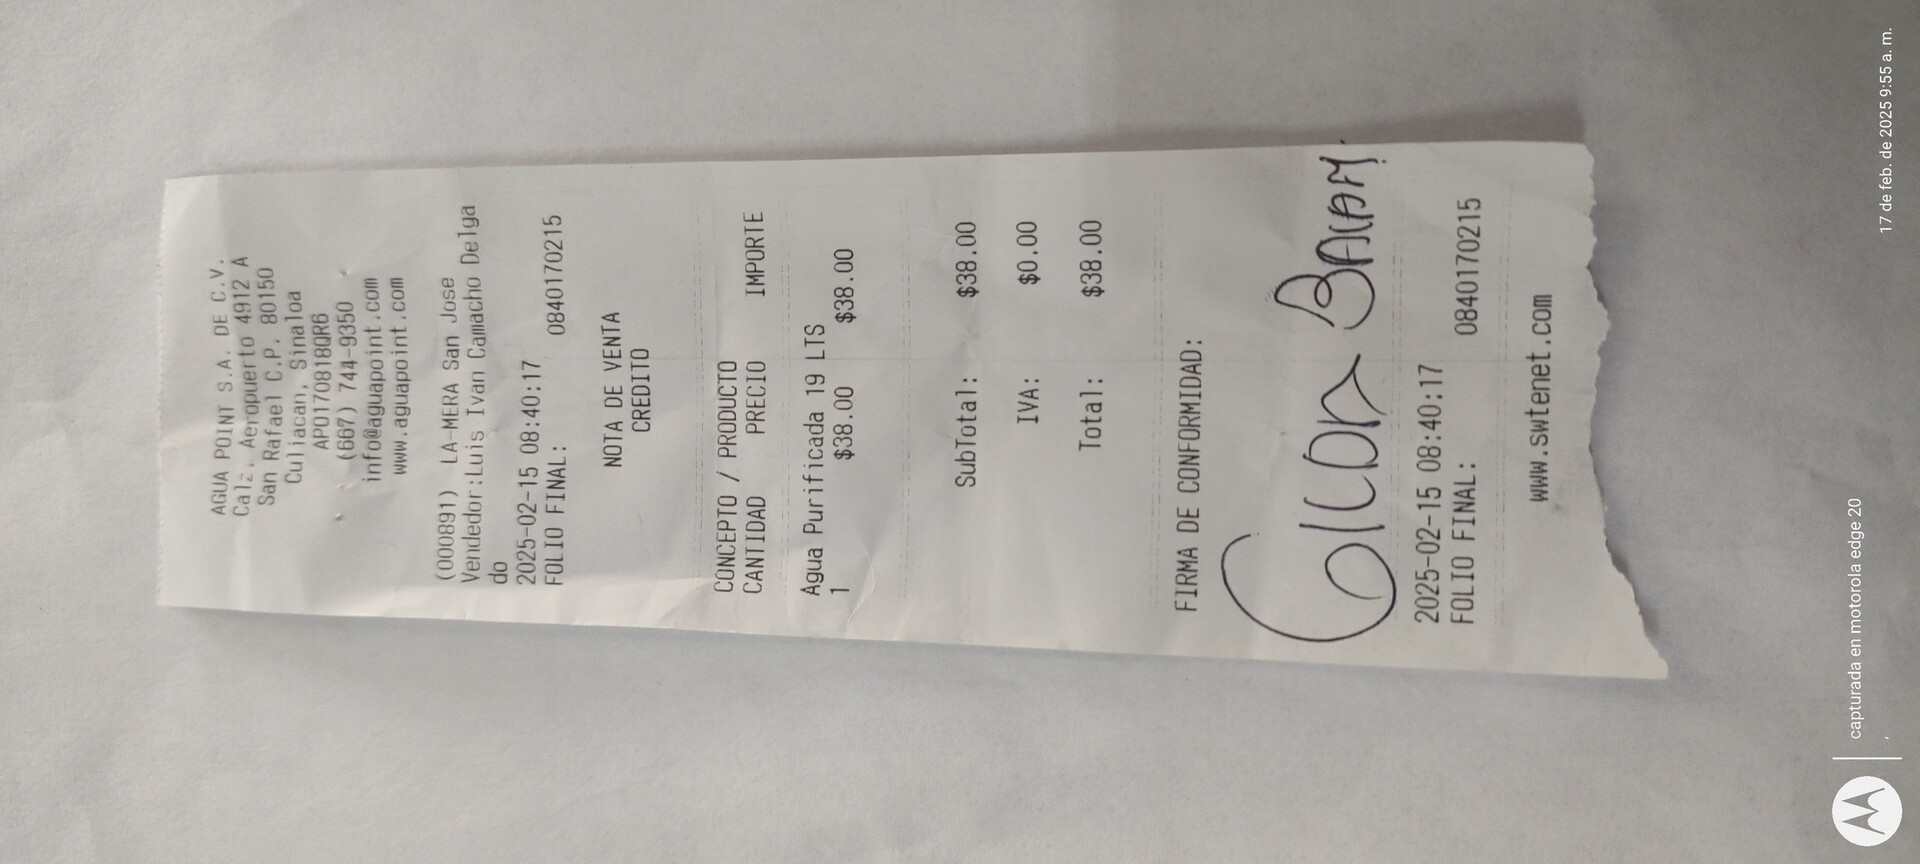 AGUA POINT S.A. DE C.V.
Calz. Aeropuerto 4912 A
San Rafael C.P. 80150
Culiacan, Sinaloa
APO170818QR6
(667) 744-9350
info@aguapoint.com
www.aguapoint.com
(000891) LA-MERA San Jose
Vendedor:Luis Ivan Camacho Delga
do
2025-02-15 08:40:17
FOLIO FINAL: 0840170215
NOTA DE VENTA
CREDITO
CONCEPTO / PRODUCTO
CANTIDAD PRECIO IMPORTE
Agua Purificada 19 LTS
1 $38.00 $38.00
SubTotal: $38.00
IVA: $0.00
Total: $38.00
FIRMA DE CONFORMIDAD:
2025-02-15 08:40:17
FOLIO FINAL: 0840170215
www.swtenet.com
capturada en motorola edge 20
17 de feb. de 2025 9:55 a. m.